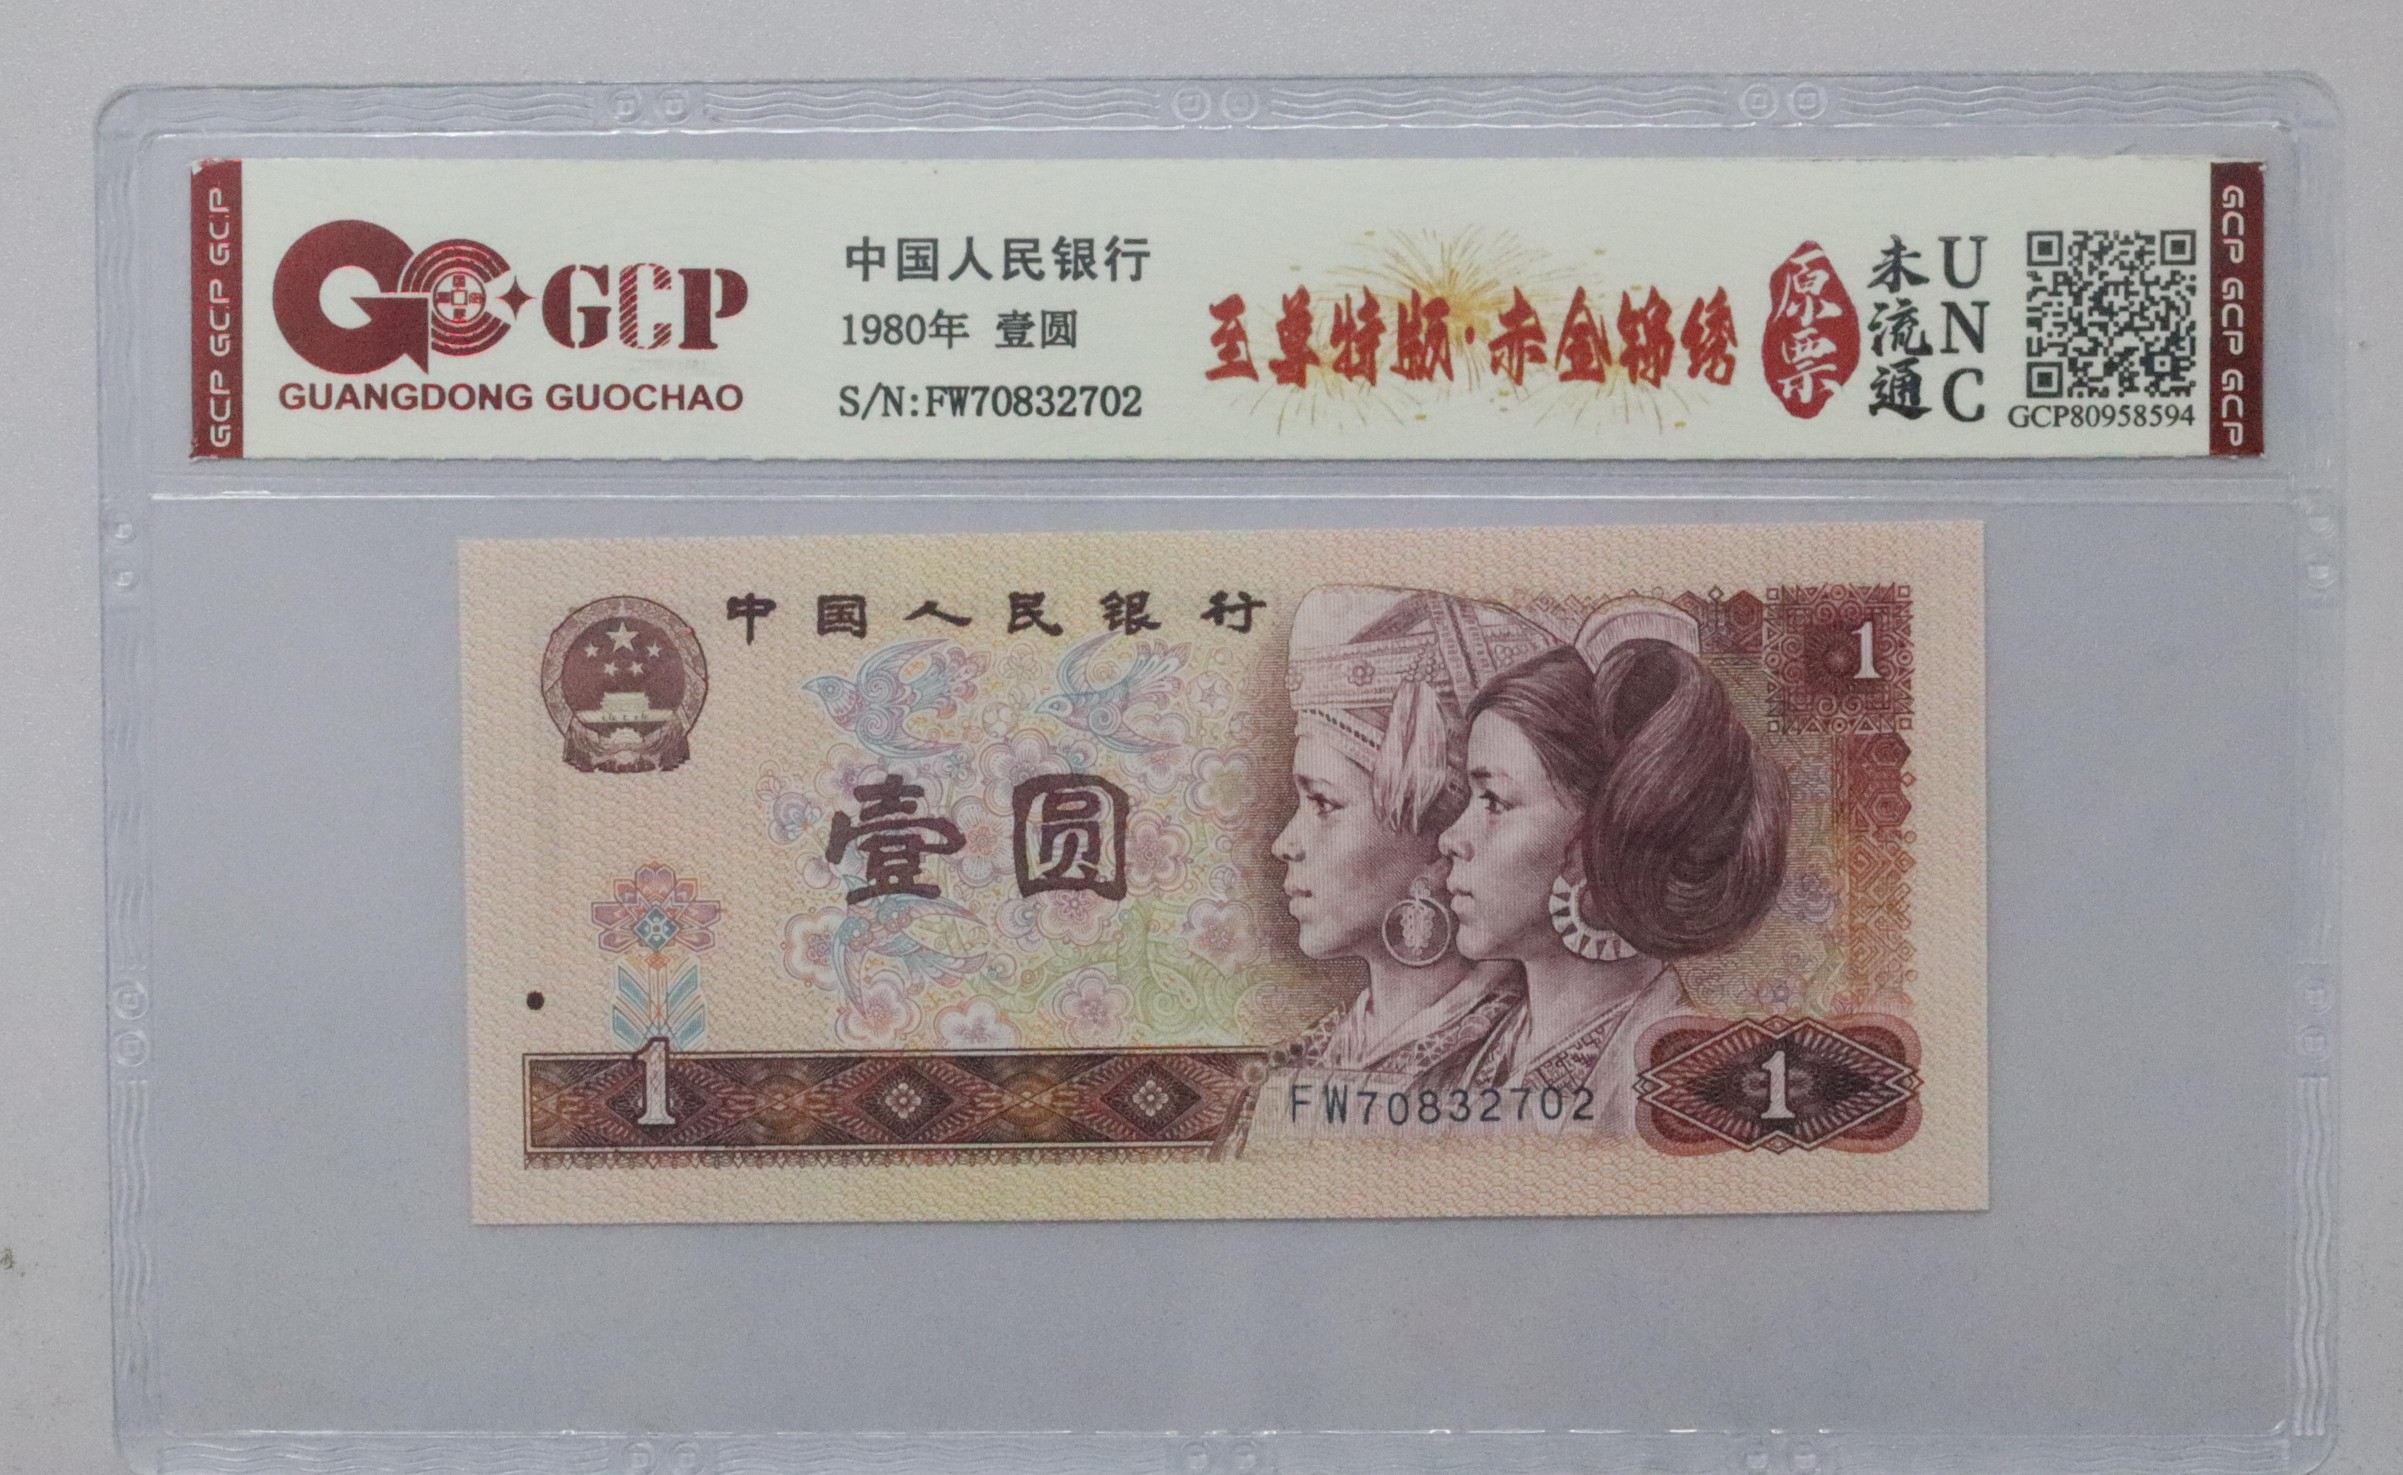 GCP GCP GCP
GCP
GUANGDONG GUOCHAO
中国人民银行
1980年 壹圆
S/N:FW70832702
至尊特版·赤金锦绣
原票
未流通
UNC
GCP80958594
GCP GCP GCP
中国人民银行
1
壹圆
1
FW70832702
1